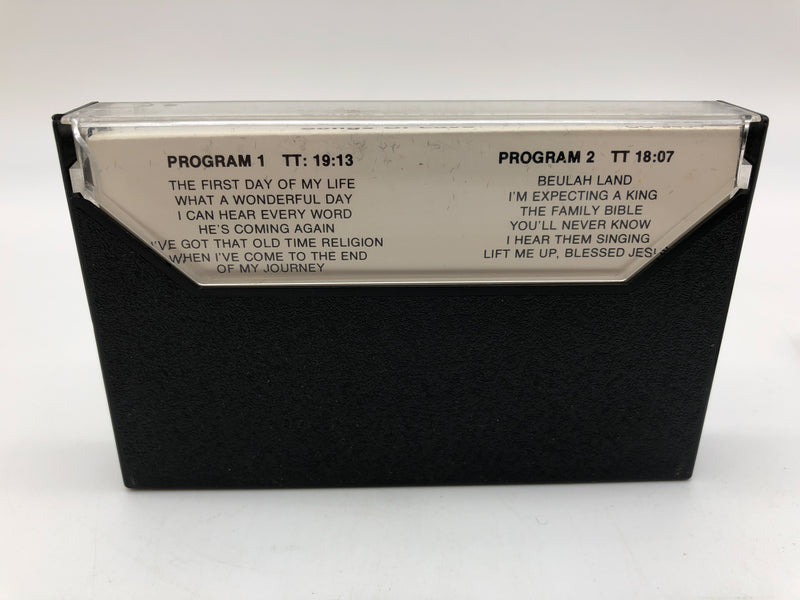 PROGRAM 1 TT: 19:13
THE FIRST DAY OF MY LIFE
WHAT A WONDERFUL DAY
I CAN HEAR EVERY WORD
HE'S COMING AGAIN
I'VE GOT THAT OLD TIME RELIGION
WHEN I'VE COME TO THE END
OF MY JOURNEY
PROGRAM 2 TT 18:07
BEULAH LAND
I'M EXPECTING A KING
THE FAMILY BIBLE
YOU'LL NEVER KNOW
I HEAR THEM SINGING
LIFT ME UP, BLESSED JESUS